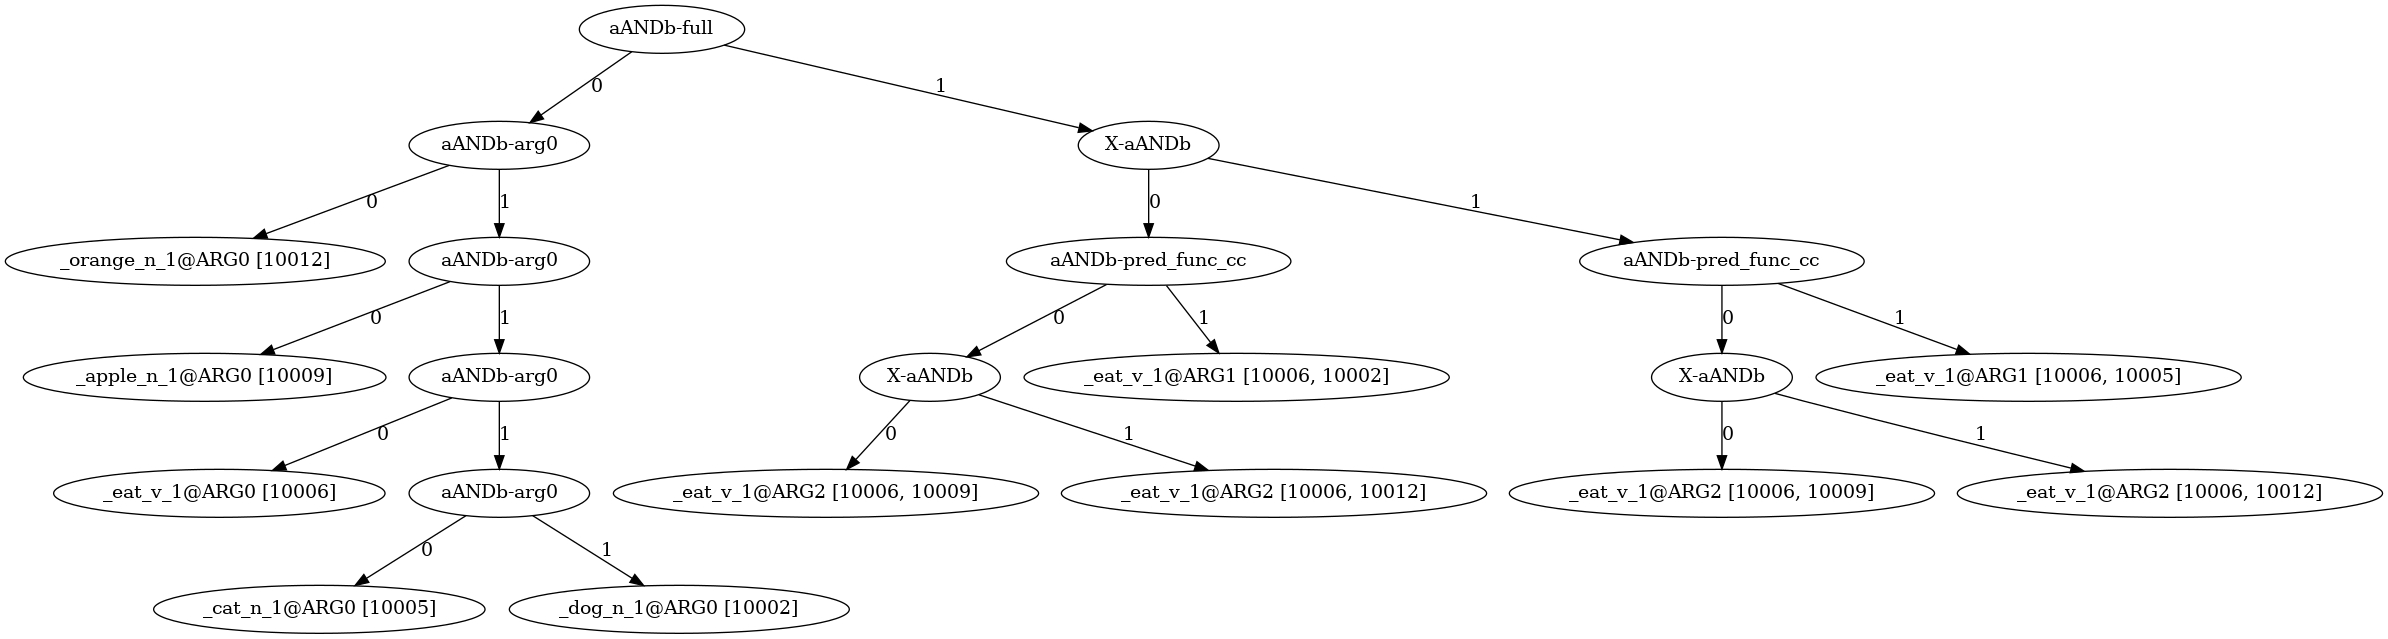 aANDb-full
0
1
aANDb-arg0
X-aANDb
0
1
0
1
_orange_n_1@ARG0 [10012]
aANDb-arg0
aANDb-pred_func_cc
aANDb-pred_func_cc
0
1
0
1
0
1
_apple_n_1@ARG0 [10009]
aANDb-arg0
X-aANDb
_eat_v_1@ARG1 [10006, 10002]
X-aANDb
_eat_v_1@ARG1 [10006, 10005]
0
1
0
1
0
1
_eat_v_1@ARG0 [10006]
aANDb-arg0
_eat_v_1@ARG2 [10006, 10009]
_eat_v_1@ARG2 [10006, 10012]
_eat_v_1@ARG2 [10006, 10009]
_eat_v_1@ARG2 [10006, 10012]
0
1
_cat_n_1@ARG0 [10005]
_dog_n_1@ARG0 [10002]